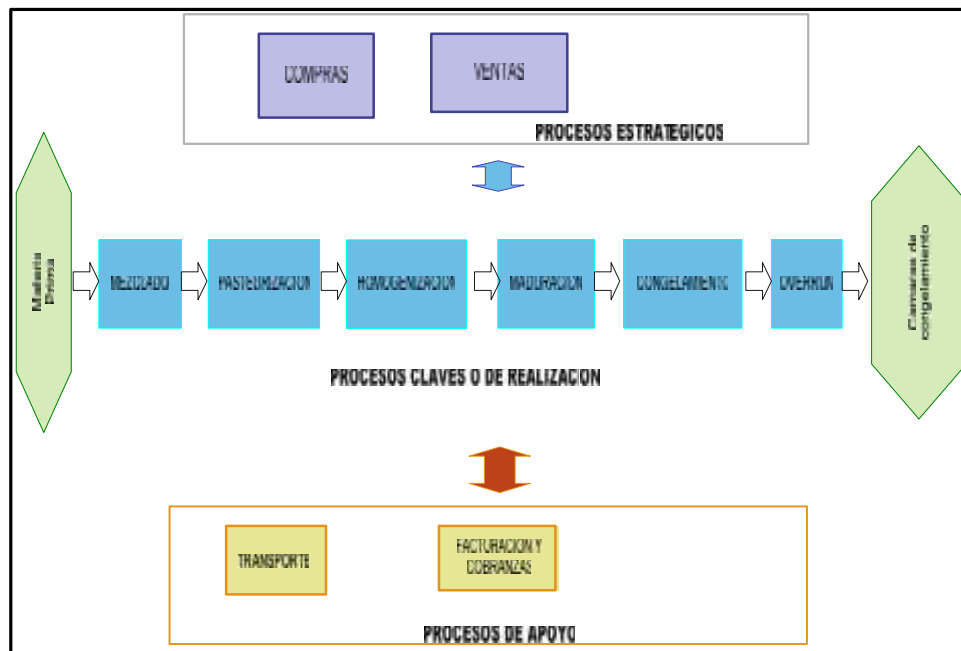 COMPRAS
VENTAS
PROCESOS ESTRATEGICOS
Materia
Prima
MEZCLADO
PASTEURIZACION
HOMOGENIZACION
MADURACION
CONGELAMIENTO
OVERRUN
Camaras de
congelamiento
PROCESOS CLAVES O DE REALIZACION
TRANSPORTE
FACTURACION Y
COBRANZAS
PROCESOS DE APOYO